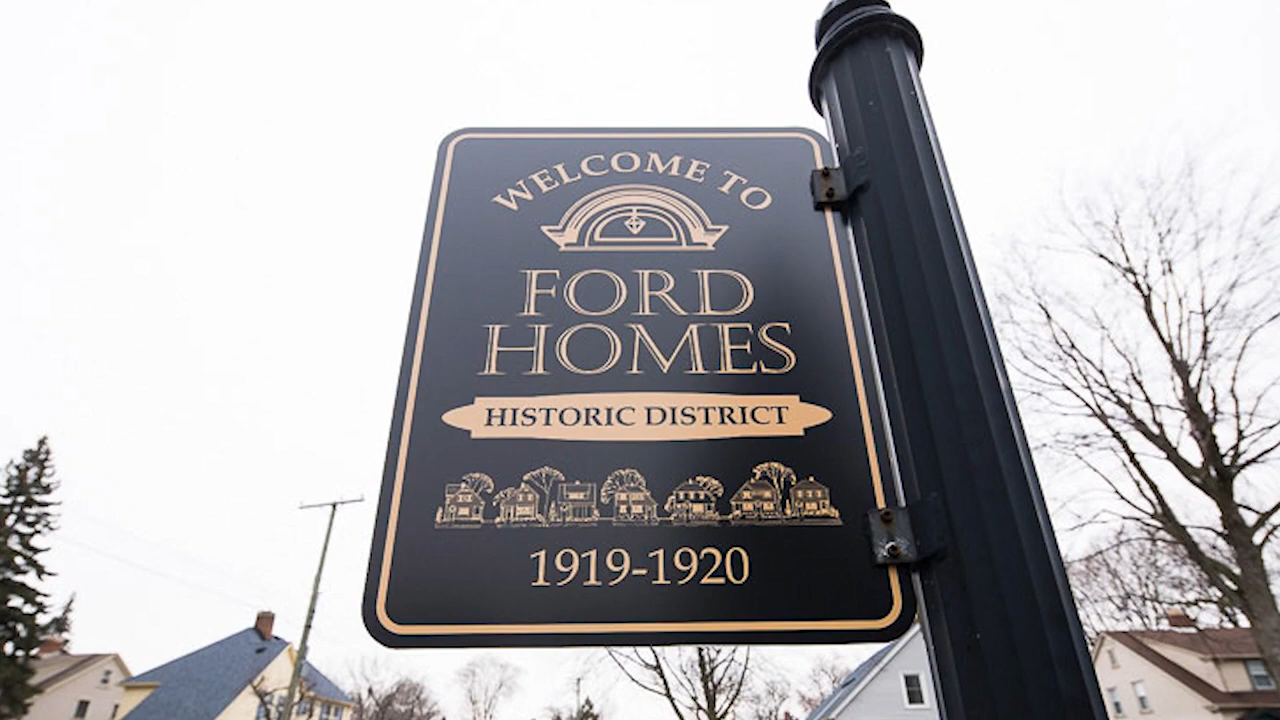 WELCOME TO
FORD
HOMES
HISTORIC DISTRICT
1919-1920